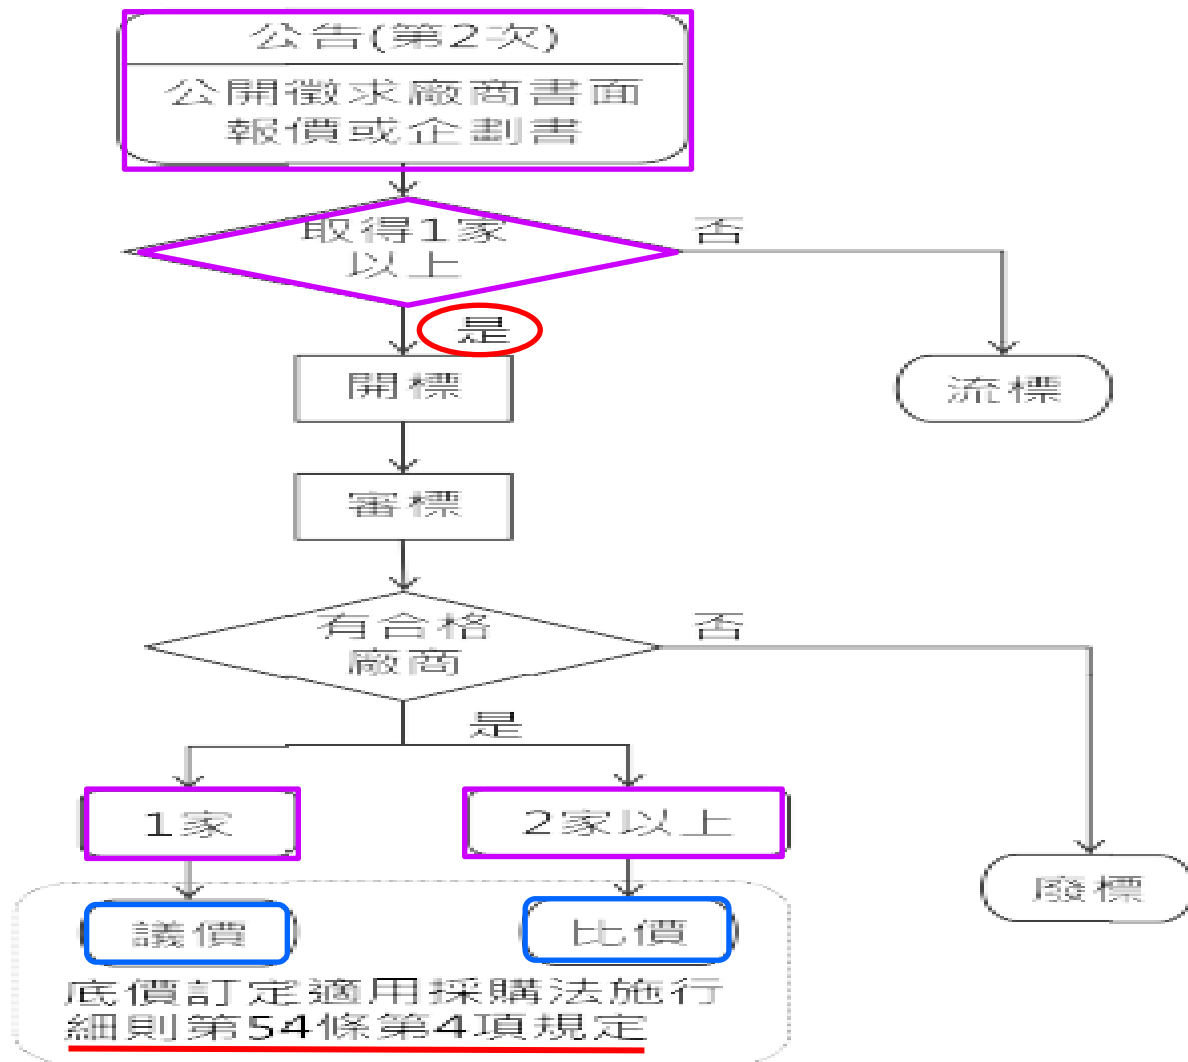 公告(第2次)
公開徵求廠商書面
報價或企劃書
取得1家
以上
否
是
開標
流標
審標
有合格
廠商
否
是
1家
2家以上
廢標
議價
比價
底價訂定適用採購法施行
細則第54條第4項規定